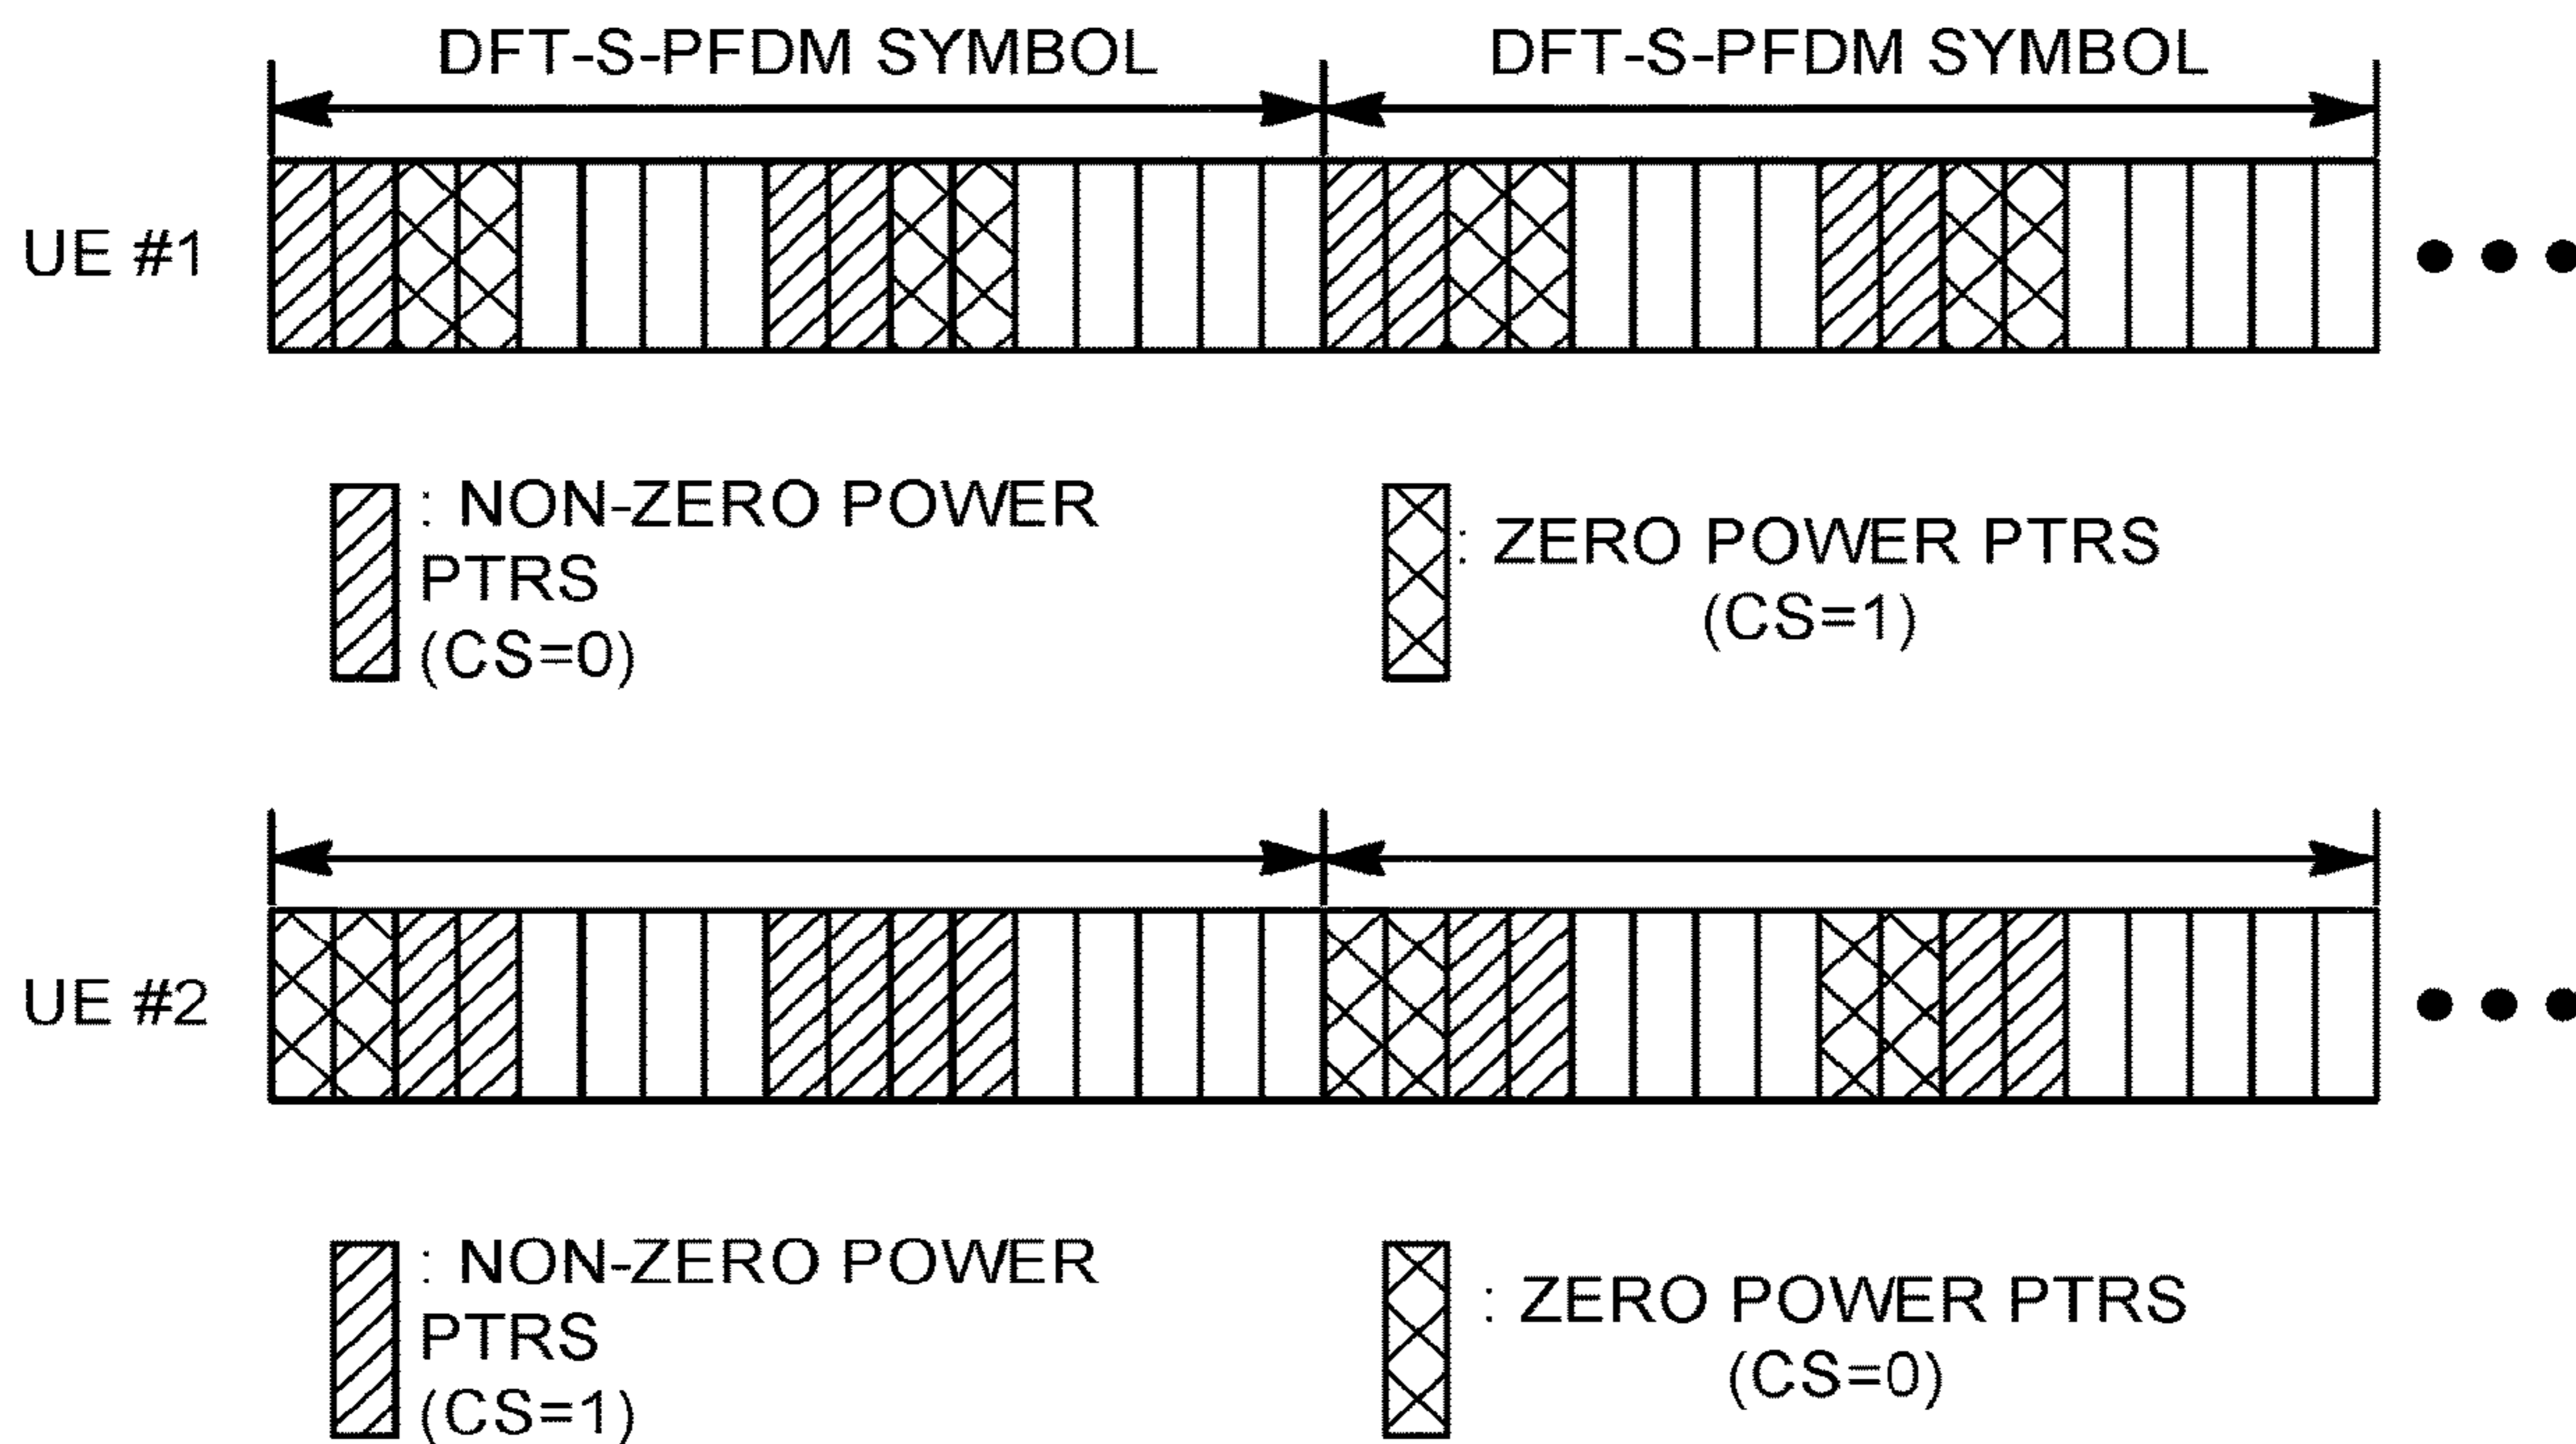 DFT-S-PFDM SYMBOL DFT-S-PFDM SYMBOL
UE #1
: NON-ZERO POWER
PTRS
(CS=0)
: ZERO POWER PTRS
(CS=1)
UE #2
: NON-ZERO POWER
PTRS
(CS=1)
: ZERO POWER PTRS
(CS=0)